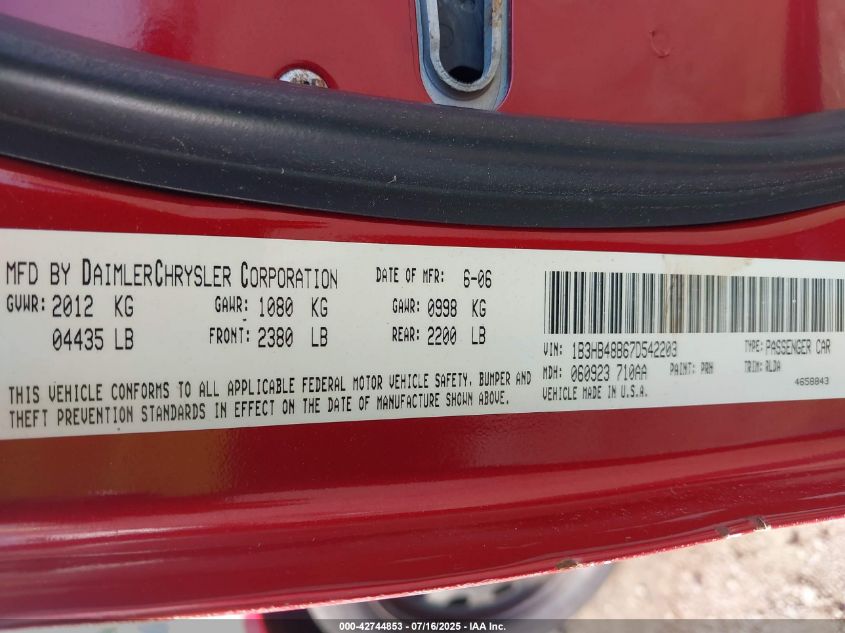 MFD BY DAIMLERCHRYSLER CORPORATION DATE OF MFR: 6-06
GVWR: 2012 KG GAWR: 1080 KG GAWR: 0998 KG
04435 LB FRONT: 2380 LB REAR: 2200 LB
THIS VEHICLE CONFORMS TO ALL APPLICABLE FEDERAL MOTOR VEHICLE SAFETY, BUMPER AND
THEFT PREVENTION STANDARDS IN EFFECT ON THE DATE OF MANUFACTURE SHOWN ABOVE.
VIN: 1B3HB48B67D542203 TYPE: PASSENGER CAR
MDH: 060923 710AA PAINT: PRH TRIM: RLDA
VEHICLE MADE IN U.S.A. 4658843
000-42744853 - 07/16/2025 - IAA Inc.